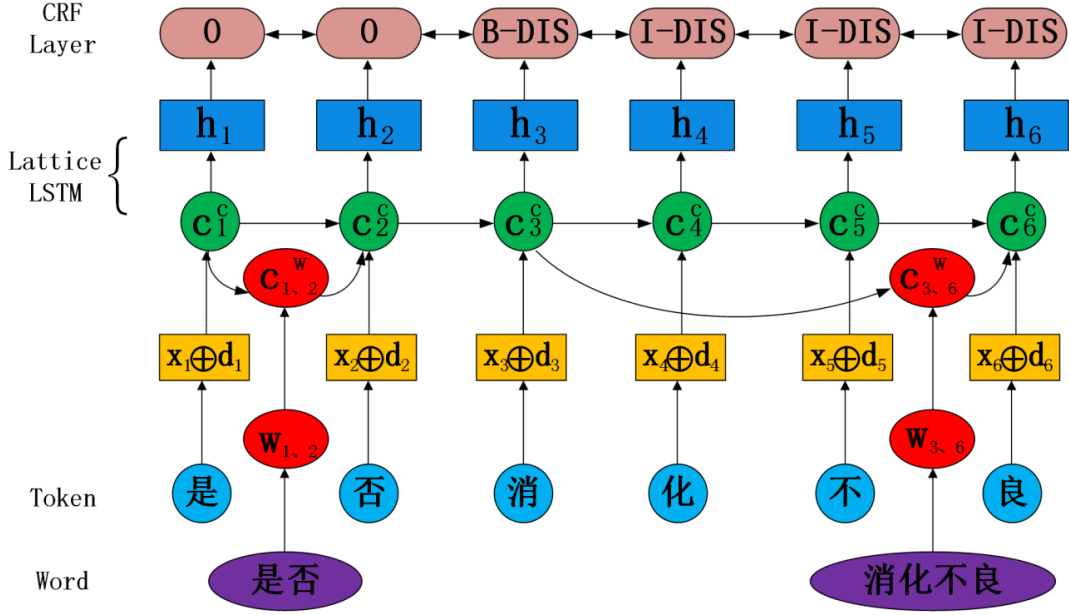 CRF
Layer
O O B-DIS I-DIS I-DIS I-DIS
h₁ h₂ h₃ h₄ h₅ h₆
Lattice
LSTM
c₁ᶜ c₂ᶜ c₃ᶜ c₄ᶜ c₅ᶜ c₆ᶜ
c₁、₂ʷ c₃、₆ʷ
x₁⊕d₁ x₂⊕d₂ x₃⊕d₃ x₄⊕d₄ x₅⊕d₅ x₆⊕d₆
w₁、₂ w₃、₆
Token 是 否 消 化 不 良
Word 是否 消化不良